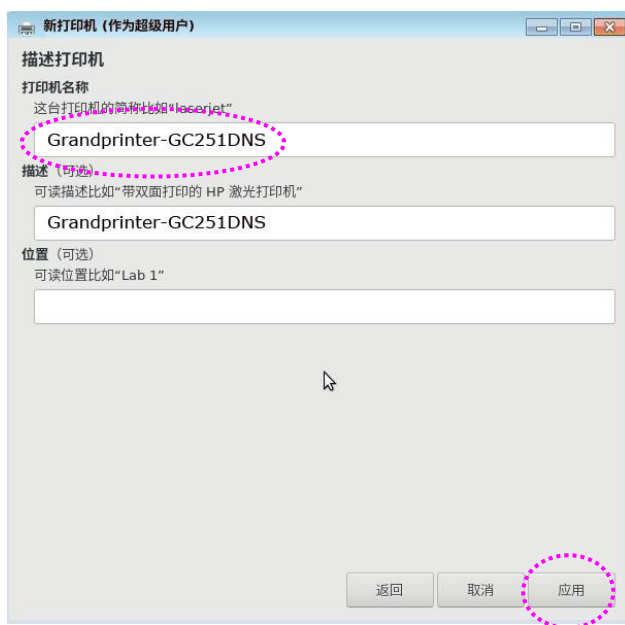 新打印机 (作为超级用户)
描述打印机
打印机名称
这台打印机的简称比如“laserjet”
Grandprinter-GC251DNS
描述（可选）
可读描述比如“带双面打印的 HP 激光打印机”
Grandprinter-GC251DNS
位置（可选）
可读位置比如“Lab 1”
返回 取消 应用